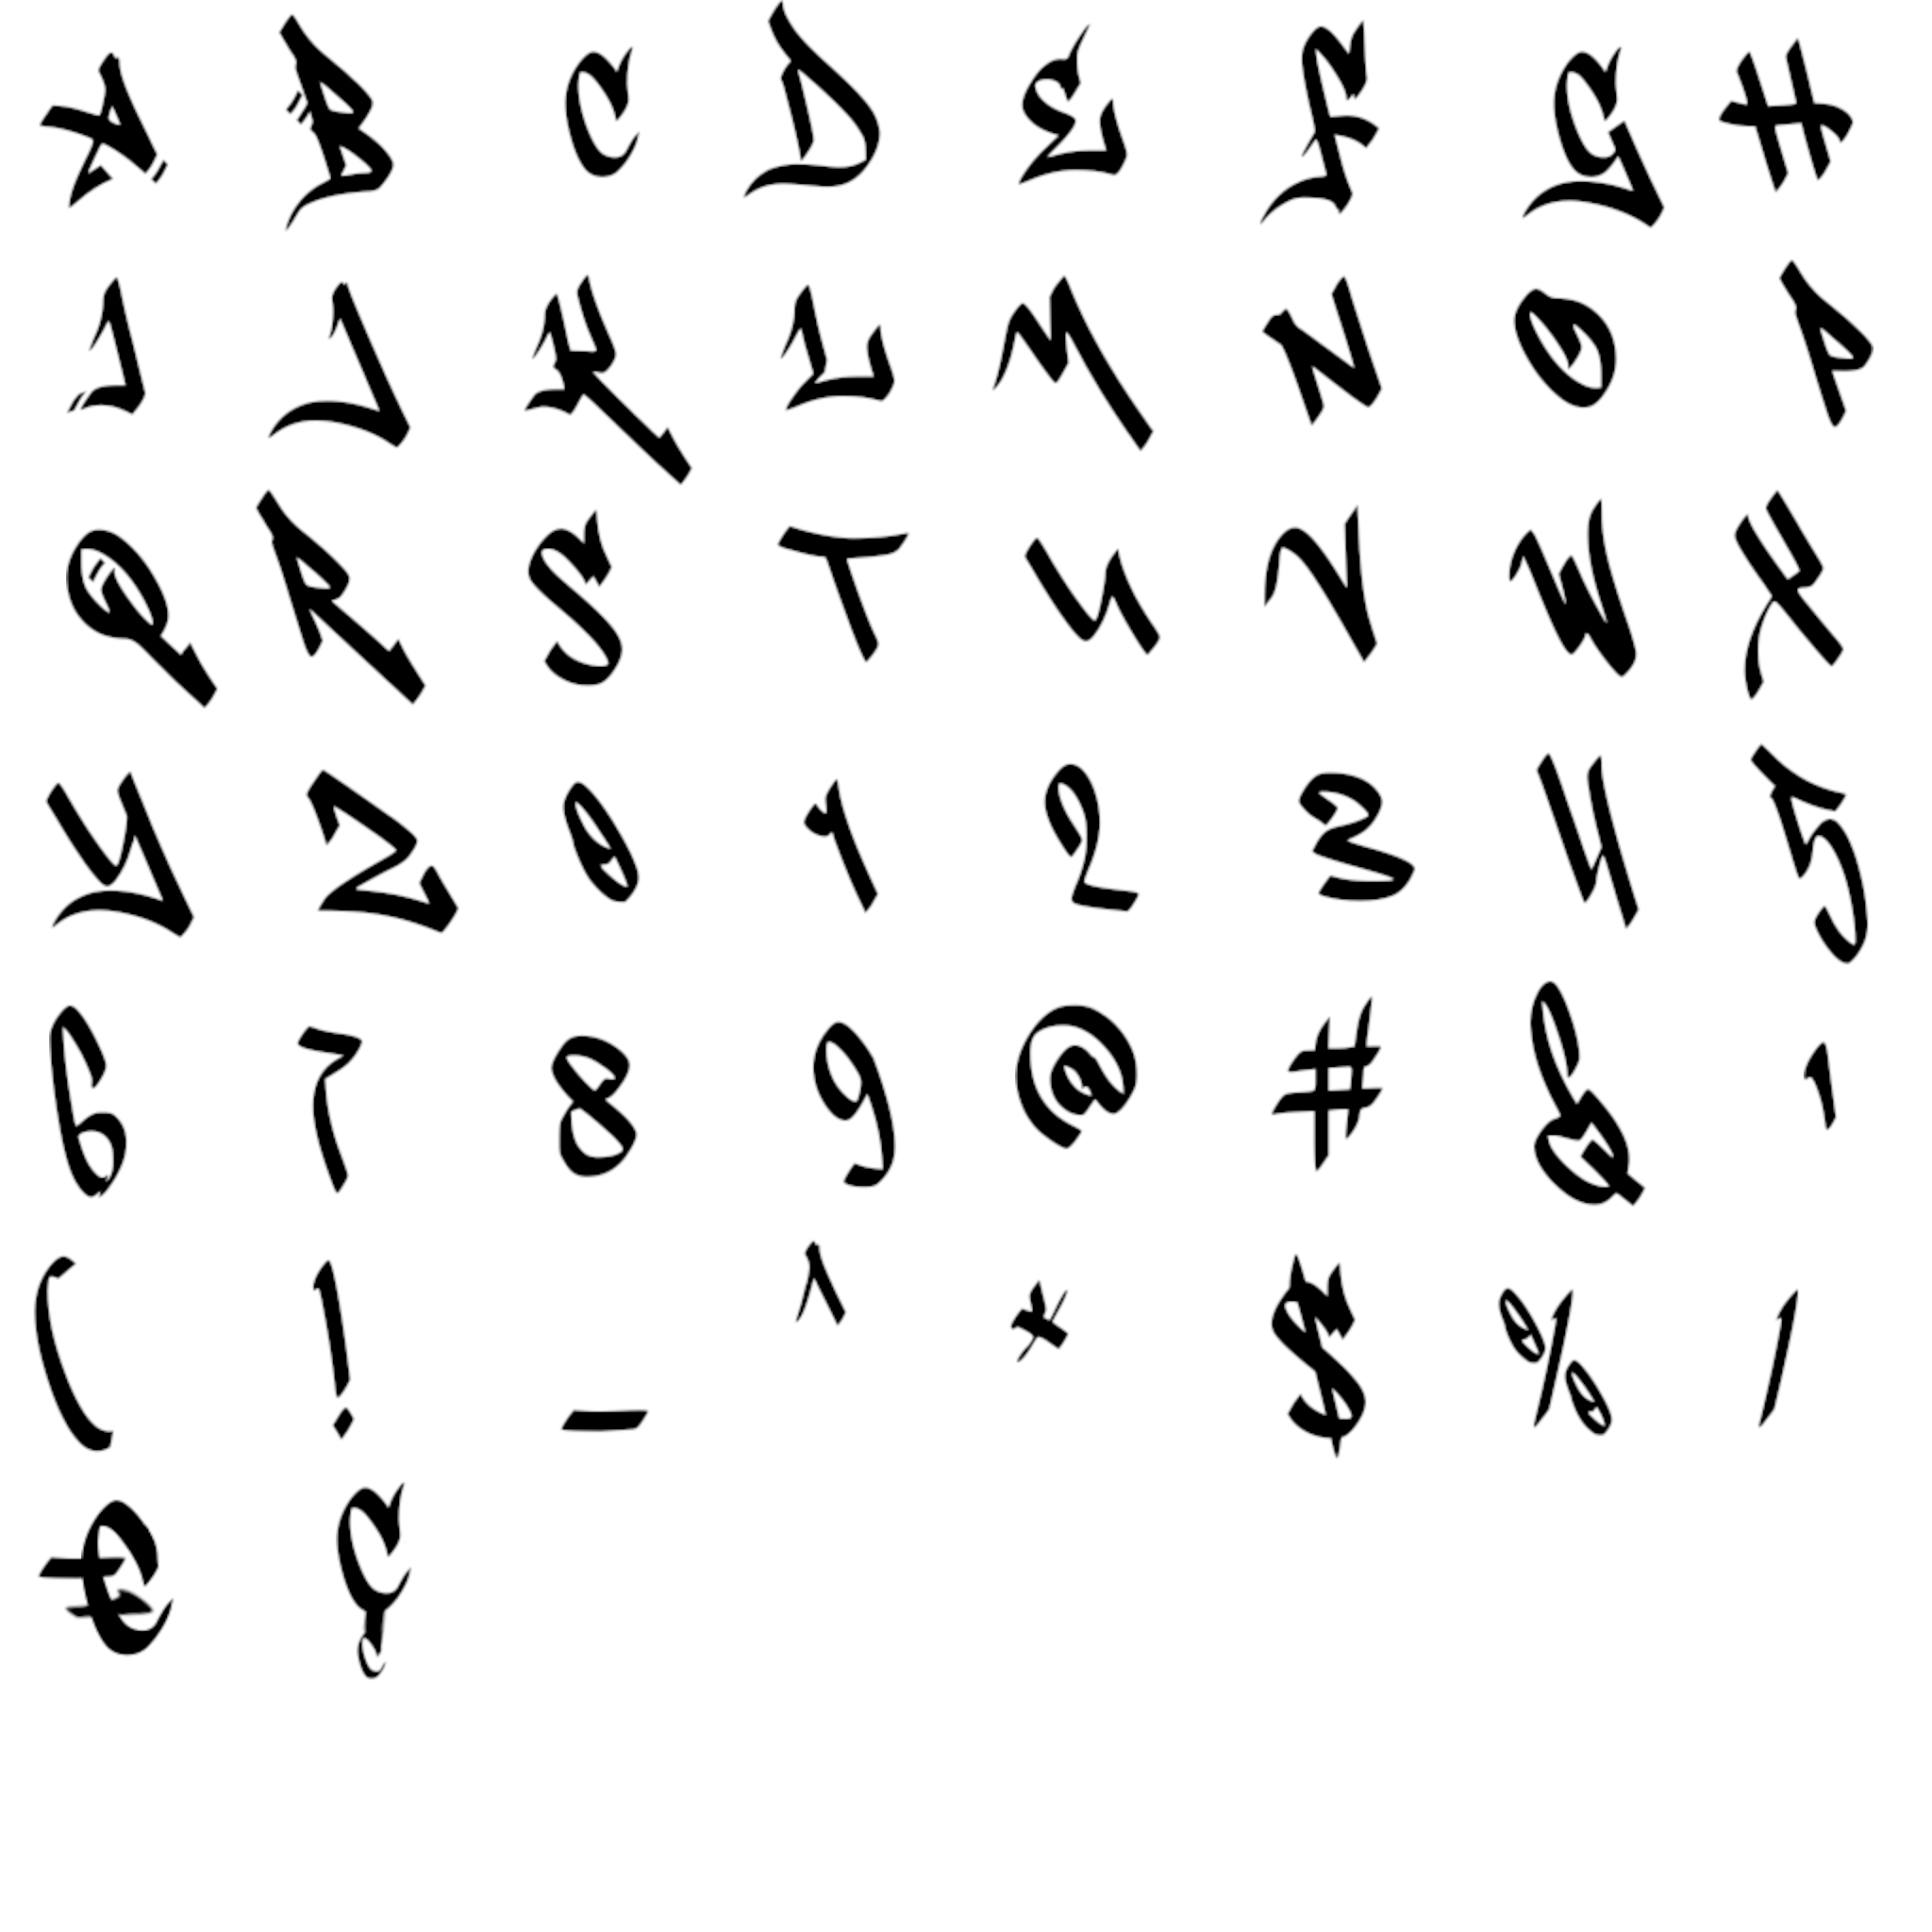 A B C D E F G H
I J K L M N O P
Q R S T U V W X
Y Z 0 1 2 3 4 5
6 7 8 9 @ # & '
( ! _ ^ * $ % /
€ ¢